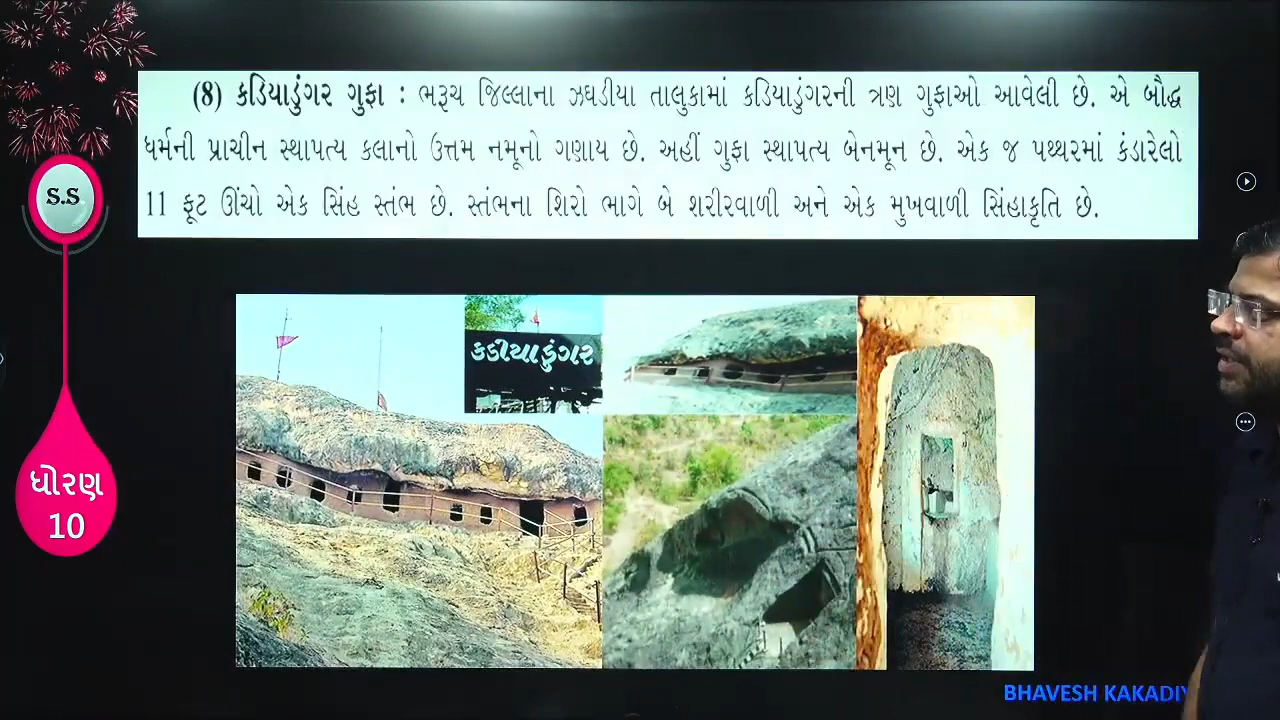 (8) કડિયાડુંગર ગુફા : ભરૂચ જિલ્લાના ઝઘડીયા તાલુકામાં કડિયાડુંગરની ત્રણ ગુફાઓ આવેલી છે. એ બૌદ્ધ
ધર્મની પ્રાચીન સ્થાપત્ય કલાનો ઉત્તમ નમૂનો ગણાય છે. અહીં ગુફા સ્થાપત્ય બેનમૂન છે. એક જ પથ્થરમાં કંડારેલો
11 ફૂટ ઊંચો એક સિંહ સ્તંભ છે. સ્તંભના શિરો ભાગે બે શરીરવાળી અને એક મુખવાળી સિંહાકૃતિ છે.
S.S
કડીયાડુંગર
ધોરણ
10
BHAVESH